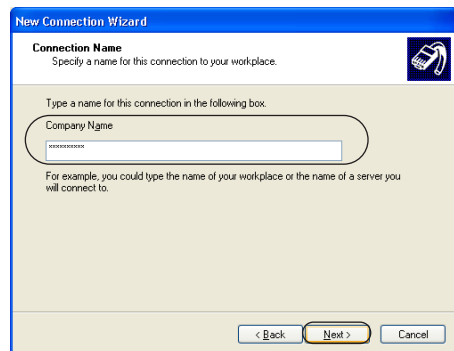 New Connection Wizard
Connection Name
Specify a name for this connection to your workplace.
Type a name for this connection in the following box.
Company Name
xxxxxxxxxx
For example, you could type the name of your workplace or the name of a server you
will connect to.
< Back
Next >
Cancel